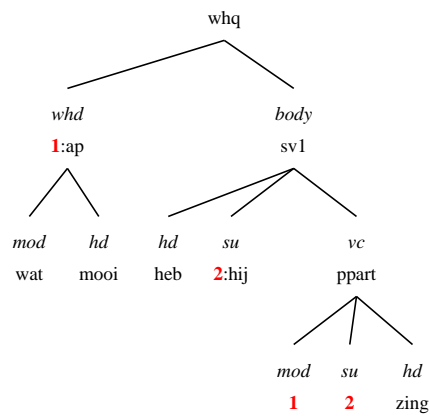 whq
whd body
1:ap sv1
mod hd hd su vc
wat mooi heb 2:hij ppart
mod su hd
1 2 zing